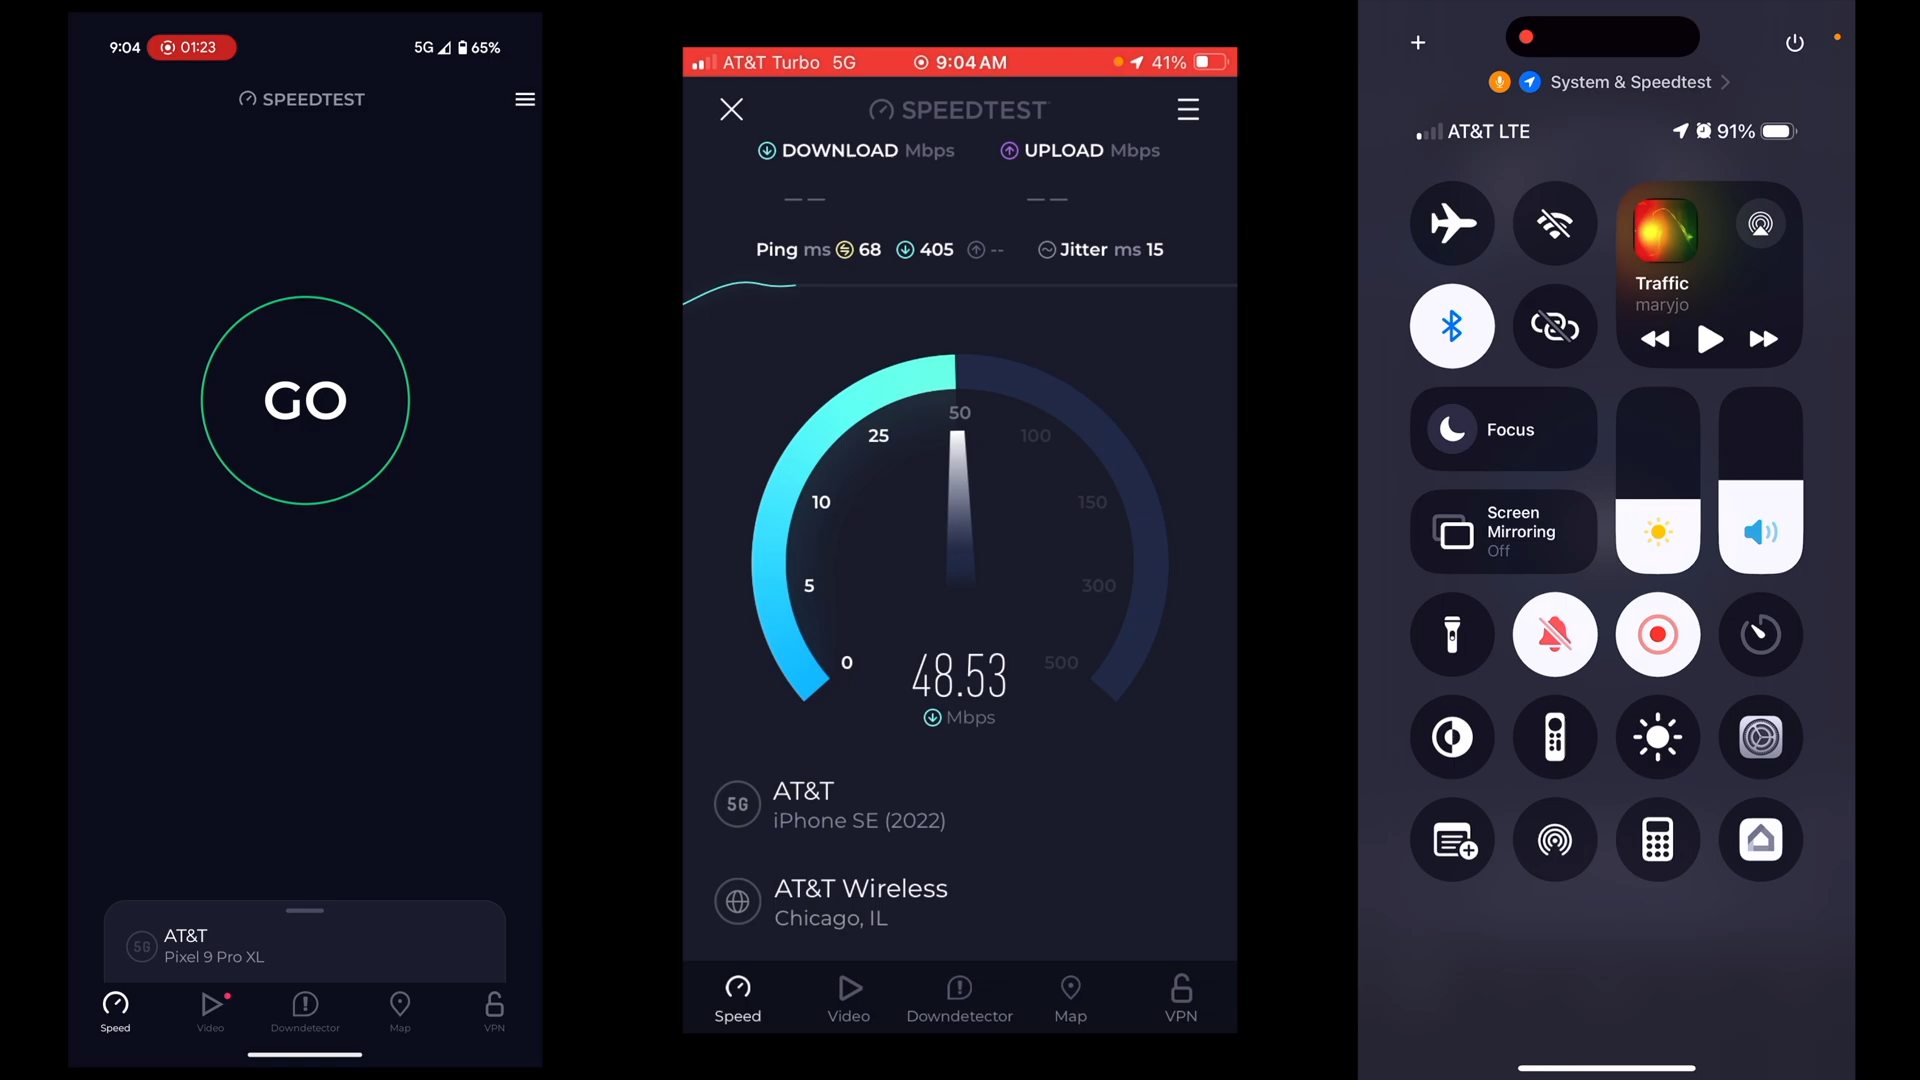 9:04 01:23 5G 65%
SPEEDTEST
GO
5G AT&T
Pixel 9 Pro XL
Speed Video Downdetector Map VPN
AT&T Turbo 5G 9:04 AM 41%
SPEEDTEST
DOWNLOAD Mbps UPLOAD Mbps
— — — —
Ping ms 68 405 -- Jitter ms 15
50
25 100
10 150
5 300
0 500
48.53
Mbps
5G AT&T
iPhone SE (2022)
AT&T Wireless
Chicago, IL
Speed Video Downdetector Map VPN
System & Speedtest
AT&T LTE 91%
Traffic
maryjo
Focus
Screen
Mirroring
Off